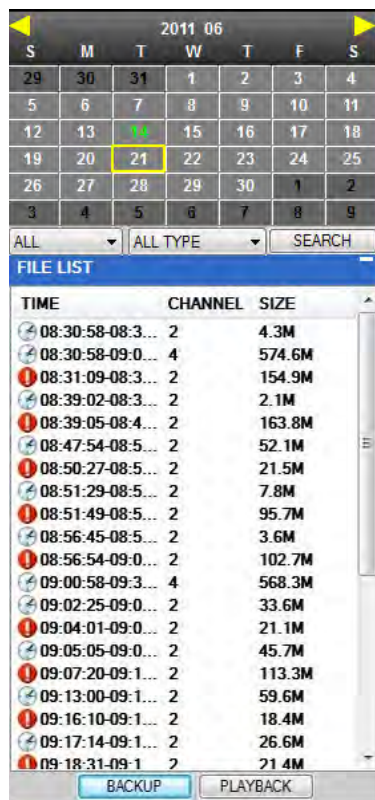 2011 06
S M T W T F S
29 30 31 1 2 3 4
5 6 7 8 9 10 11
12 13 14 15 16 17 18
19 20 21 22 23 24 25
26 27 28 29 30 1 2
3 4 5 6 7 8 9
ALL ALL TYPE SEARCH
FILE LIST
TIME CHANNEL SIZE
08:30:58-08:3... 2 4.3M
08:30:58-09:0... 4 574.6M
08:31:09-08:3... 2 154.9M
08:39:02-08:3... 2 2.1M
08:39:05-08:4... 2 163.8M
08:47:54-08:5... 2 52.1M
08:50:27-08:5... 2 21.5M
08:51:29-08:5... 2 7.8M
08:51:49-08:5... 2 95.7M
08:56:45-08:5... 2 3.6M
08:56:54-09:0... 2 102.7M
09:00:58-09:3... 4 568.3M
09:02:25-09:0... 2 33.6M
09:04:01-09:0... 2 21.1M
09:05:05-09:0... 2 45.7M
09:07:20-09:1... 2 113.3M
09:13:00-09:1... 2 59.6M
09:16:10-09:1... 2 18.4M
09:17:14-09:1... 2 26.6M
09:18:31-09:1 2 21.4M
BACKUP PLAYBACK